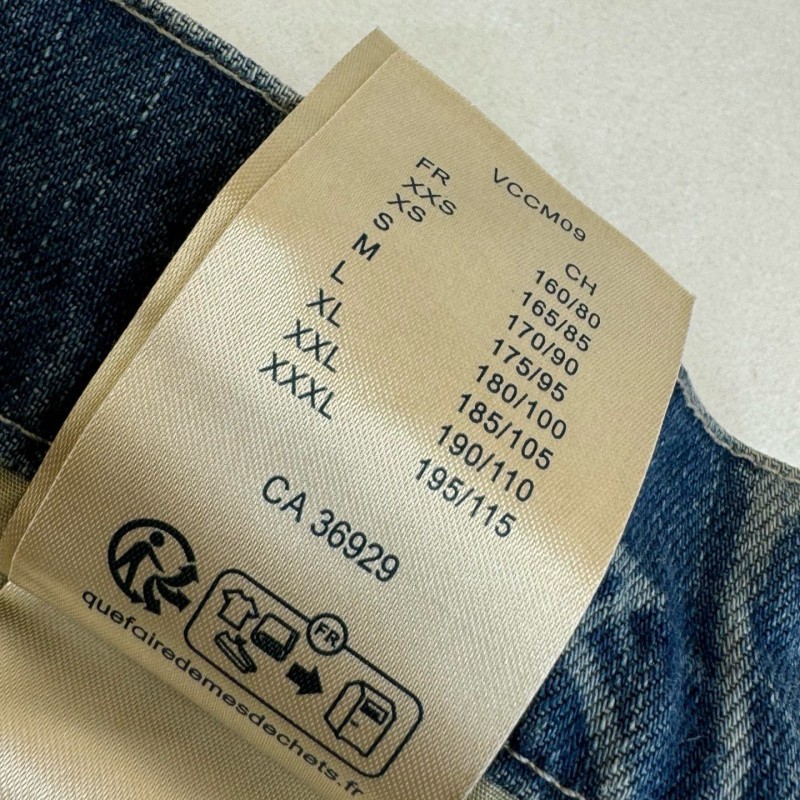 VCCM09
FR CH
XXS 160/80
XS 165/85
S 170/90
M 175/95
L 180/100
XL 185/105
XXL 190/110
XXXL 195/115
CA 36929
FR
quefairedemesdechets.fr